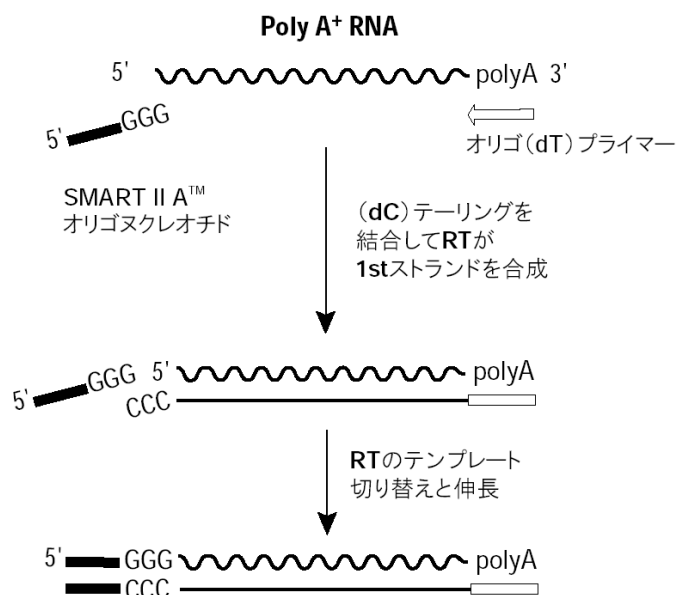 Poly A⁺ RNA
5' polyA 3'
5' GGG
オリゴ(dT)プライマー
SMART II A™
オリゴヌクレオチド
(dC)テーリングを
結合してRTが
1stストランドを合成
5' GGG 5' polyA
CCC
RTのテンプレート
切り替えと伸長
5' GGG polyA
CCC